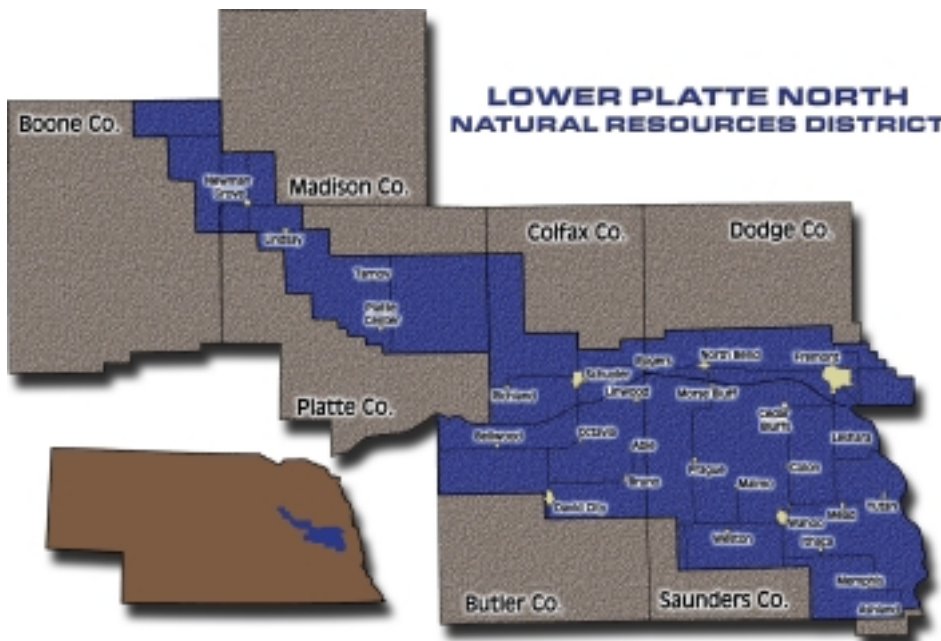 LOWER PLATTE NORTH
NATURAL RESOURCES DISTRICT
Boone Co.
Newman
Grove
Madison Co.
Lindsay
Colfax Co.
Dodge Co.
Tarnov
Platte
Center
Rogers
North Bend
Fremont
Schuyler
Richland
Linwood
Morse Bluff
Platte Co.
Cedar
Bluffs
Bellwood
Octavia
Leshara
Abie
Prague
Colon
Bruno
Malmo
David City
Mead
Yutan
Wahoo
Weston
Ithaca
Memphis
Butler Co.
Saunders Co.
Ashland